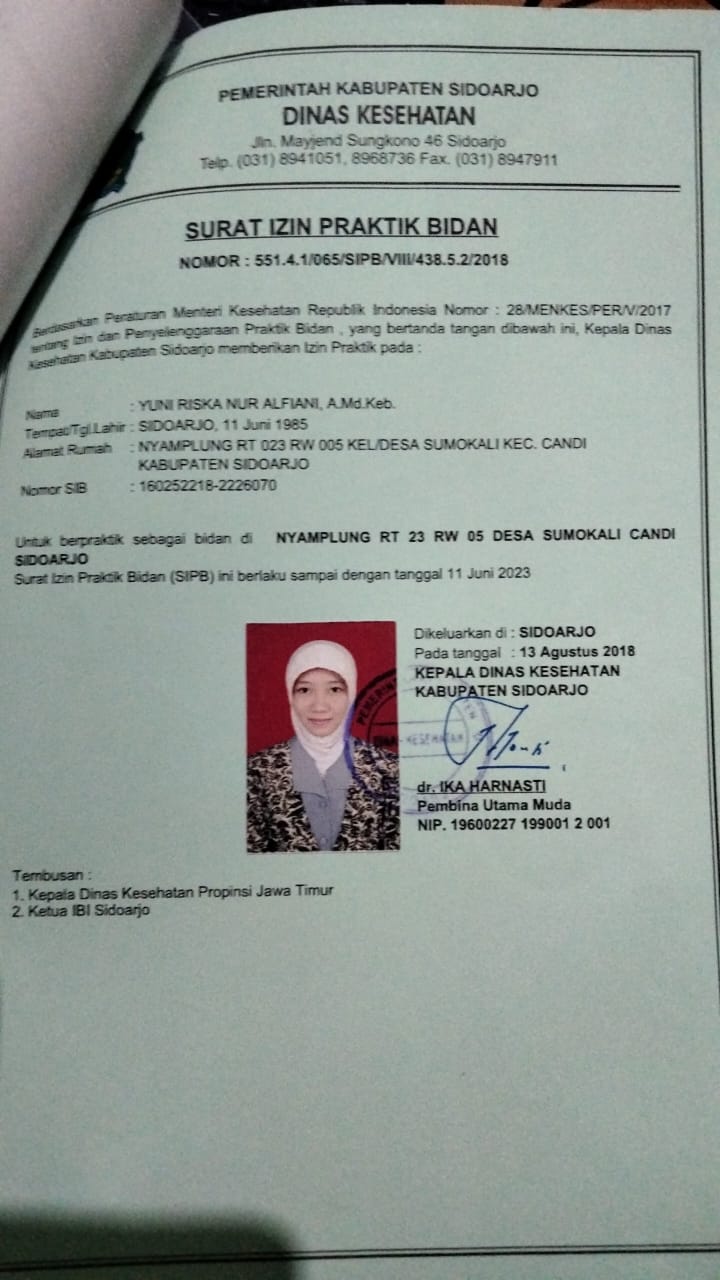 PEMERINTAH KABUPATEN SIDOARJO
DINAS KESEHATAN
Jln. Mayjend Sungkono 46 Sidoarjo
Telp. (031) 8941051, 8968736 Fax. (031) 8947911
SURAT IZIN PRAKTIK BIDAN
NOMOR : 551.4.1/065/SIPB/VIII/438.5.2/2018
Berdasarkan Peraturan Menteri Kesehatan Republik Indonesia Nomor : 28/MENKES/PER/V/2017
tentang Izin dan Penyelenggaraan Praktik Bidan , yang bertanda tangan dibawah ini, Kepala Dinas
Kesehatan Kabupaten Sidoarjo memberikan Izin Praktik pada :
Nama : YUNI RISKA NUR ALFIANI, A.Md.Keb.
Tempat/Tgl.Lahir : SIDOARJO, 11 Juni 1985
Alamat Rumah : NYAMPLUNG RT 023 RW 005 KEL/DESA SUMOKALI KEC. CANDI
KABUPATEN SIDOARJO
Nomor SIB : 160252218-2226070
Untuk berpraktik sebagai bidan di NYAMPLUNG RT 23 RW 05 DESA SUMOKALI CANDI
SIDOARJO
Surat Izin Praktik Bidan (SIPB) ini berlaku sampai dengan tanggal 11 Juni 2023
Dikeluarkan di : SIDOARJO
Pada tanggal : 13 Agustus 2018
KEPALA DINAS KESEHATAN
KABUPATEN SIDOARJO
dr. IKA HARNASTI
Pembina Utama Muda
NIP. 19600227 199001 2 001
Tembusan :
1. Kepala Dinas Kesehatan Propinsi Jawa Timur
2. Ketua IBI Sidoarjo